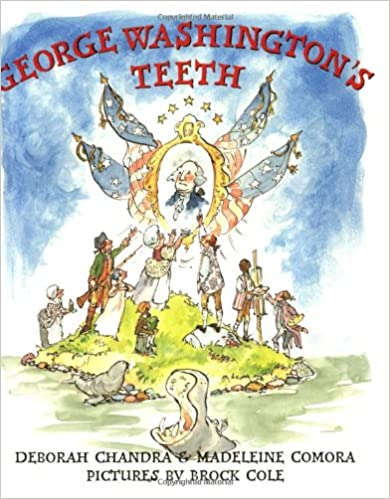 GEORGE WASHINGTON'S
TEETH
DEBORAH CHANDRA & MADELEINE COMORA
PICTURES BY BROCK COLE